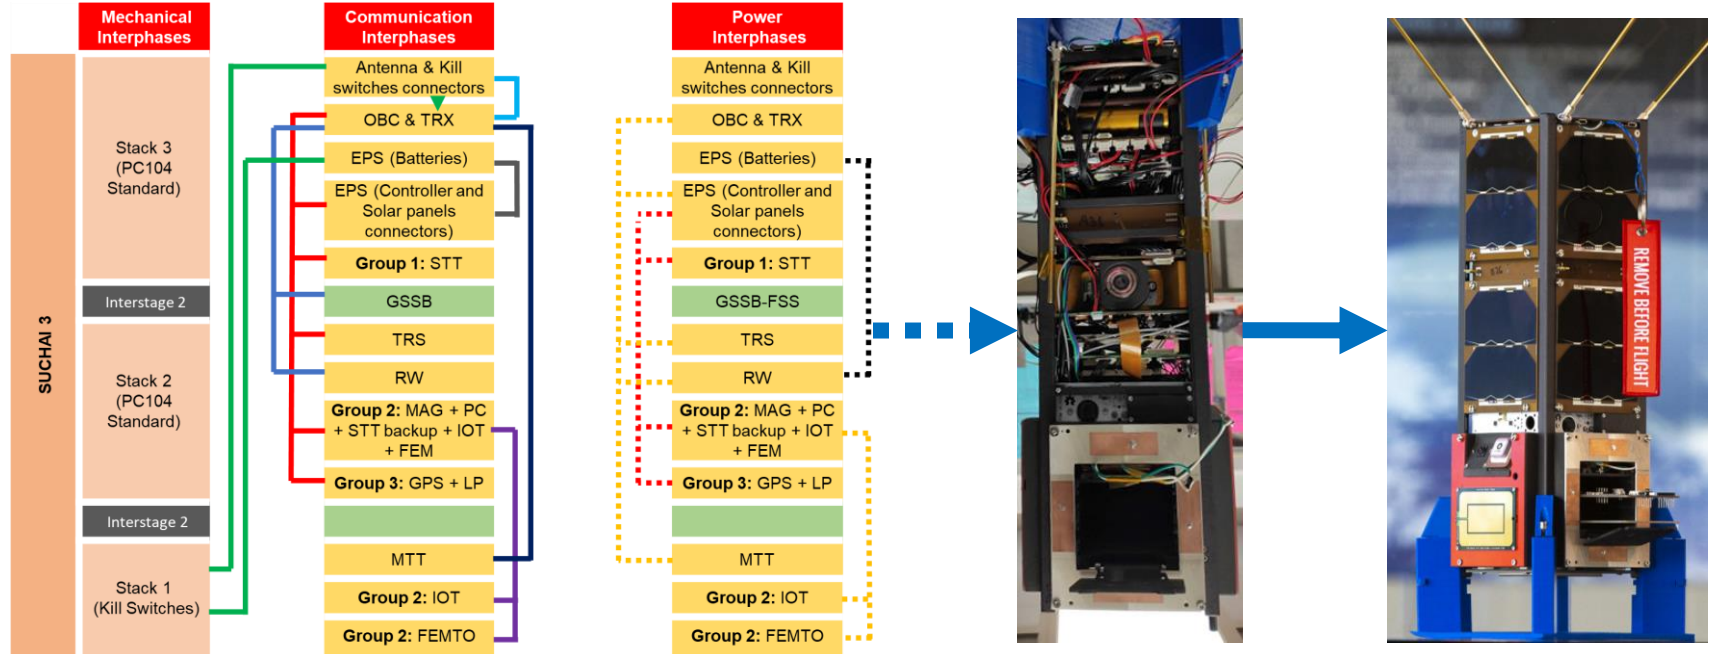 Mechanical
Interphases
SUCHAI 3
Stack 3
(PC104
Standard)
Interstage 2
Stack 2
(PC104
Standard)
Interstage 2
Stack 1
(Kill Switches)
Communication
Interphases
Antenna & Kill
switches connectors
OBC & TRX
EPS (Batteries)
EPS (Controller and
Solar panels
connectors)
Group 1: STT
GSSB
TRS
RW
Group 2: MAG + PC
+ STT backup + IOT
+ FEM
Group 3: GPS + LP
MTT
Group 2: IOT
Group 2: FEMTO
Power
Interphases
Antenna & Kill
switches connectors
OBC & TRX
EPS (Batteries)
EPS (Controller and
Solar panels
connectors)
Group 1: STT
GSSB-FSS
TRS
RW
Group 2: MAG + PC
+ STT backup + IOT
+ FEM
Group 3: GPS + LP
MTT
Group 2: IOT
Group 2: FEMTO
REMOVE BEFORE FLIGHT